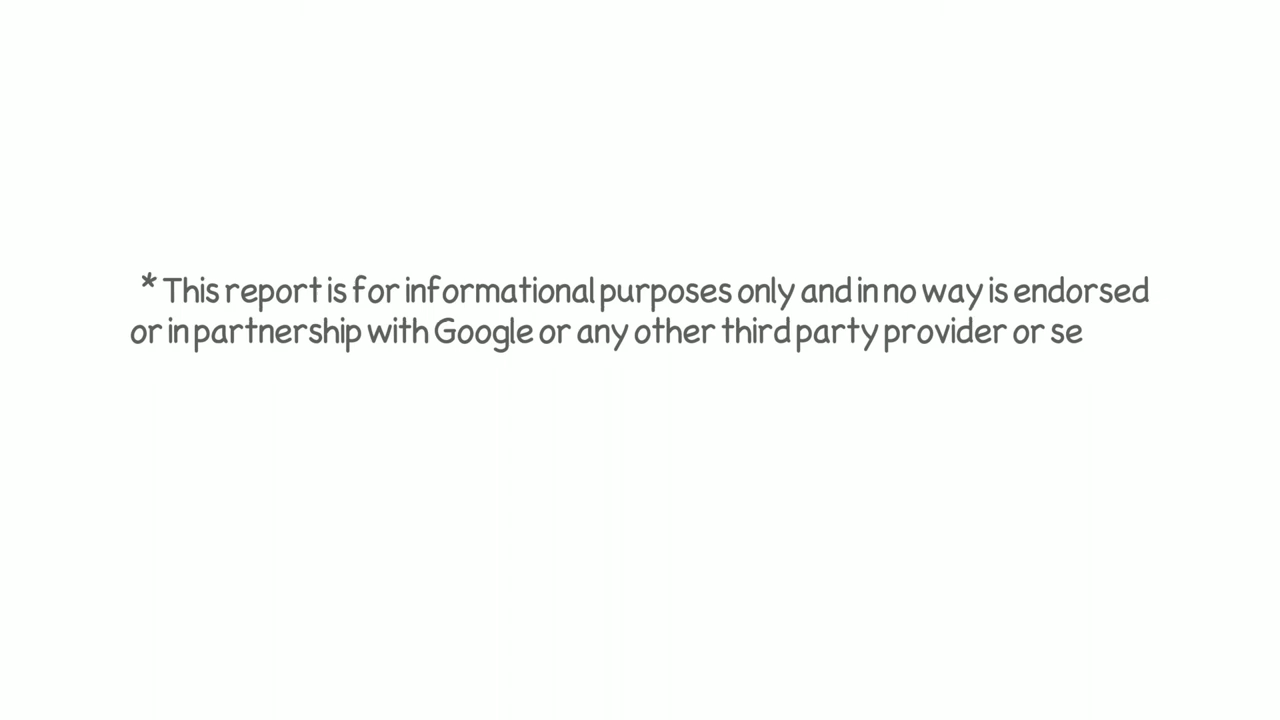 * This report is for informational purposes only and in no way is endorsed
or in partnership with Google or any other third party provider or se